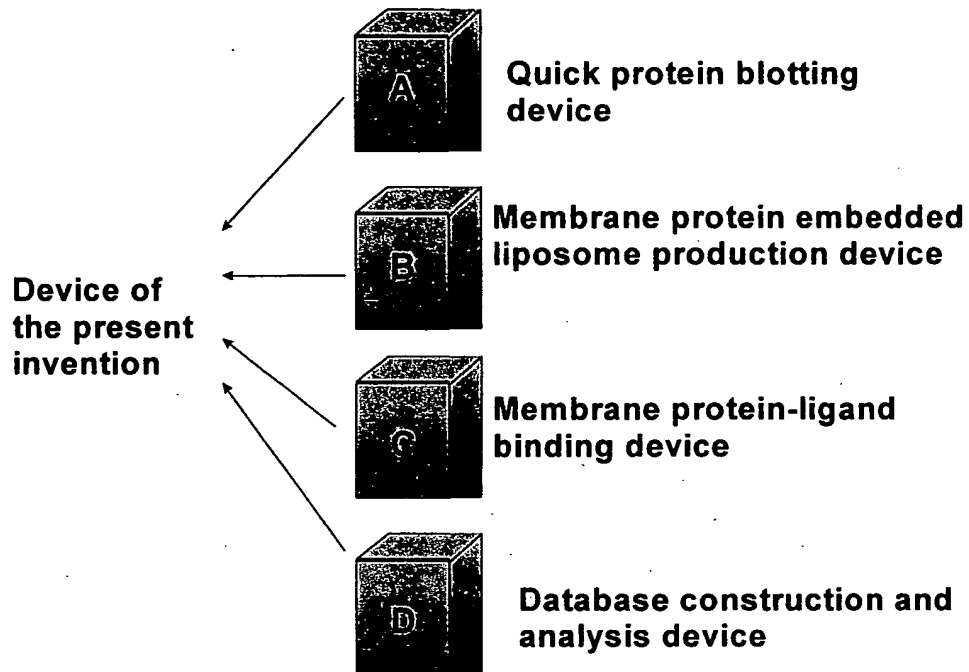 A
Quick protein blotting
device
B
Membrane protein embedded
liposome production device
Device of
the present
invention
C
Membrane protein-ligand
binding device
D
Database construction and
analysis device